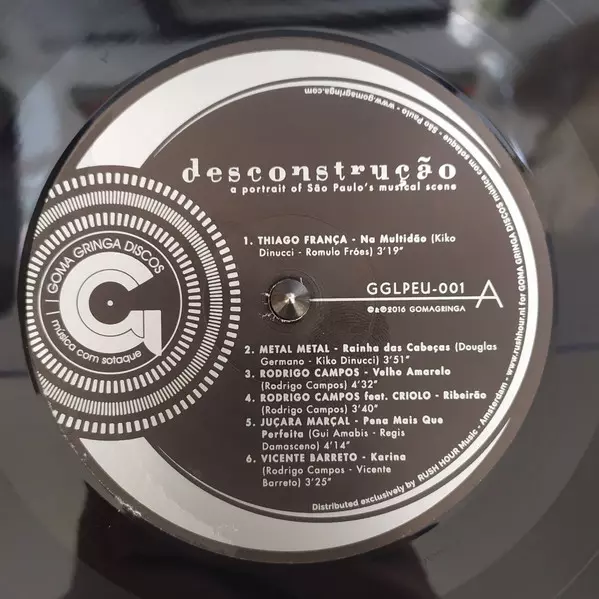 desconstrução
a portrait of São Paulo's musical scene
1. THIAGO FRANÇA - Na Multidão (Kiko
Dinucci - Romulo Fróes) 3'19"
GGLPEU-001 A
℗&©2016 GOMAGRINGA
2. METAL METAL - Rainha das Cabeças (Douglas
Germano - Kiko Dinucci) 3'51"
3. RODRIGO CAMPOS - Velho Amarelo
(Rodrigo Campos) 4'32"
4. RODRIGO CAMPOS feat. CRIOLO - Ribeirão
(Rodrigo Campos) 3'40"
5. JUÇARA MARÇAL - Pena Mais Que
Perfeita (Gui Amabis - Regis
Damasceno) 4'14"
6. VICENTE BARRETO - Karina
(Rodrigo Campos - Vicente
Barreto) 3'25"
GOMA GRINGA DISCOS
G
música com sotaque
Distributed exclusively by RUSH HOUR Music - Amsterdam - www.rushhour.nl for GOMA GRINGA DISCOS música com sotaque - São Paulo - www.gomagringa.com